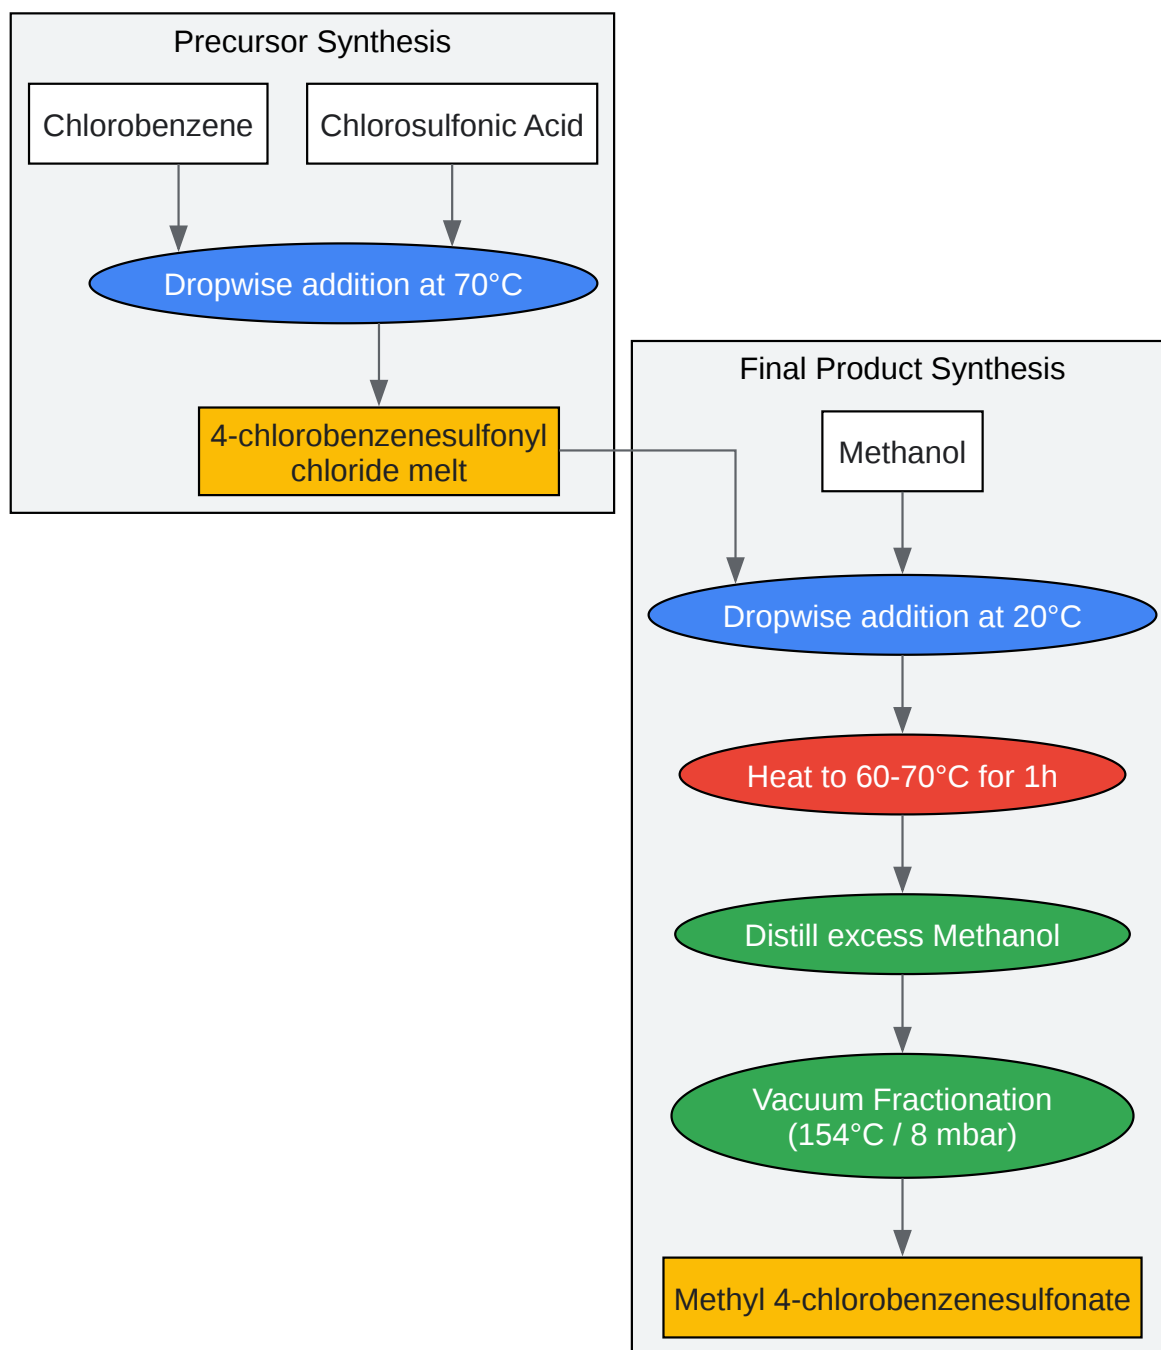 Precursor Synthesis
Chlorobenzene
Chlorosulfonic Acid
Dropwise addition at 70°C
4-chlorobenzenesulfonyl
chloride melt
Final Product Synthesis
Methanol
Dropwise addition at 20°C
Heat to 60-70°C for 1h
Distill excess Methanol
Vacuum Fractionation
(154°C / 8 mbar)
Methyl 4-chlorobenzenesulfonate